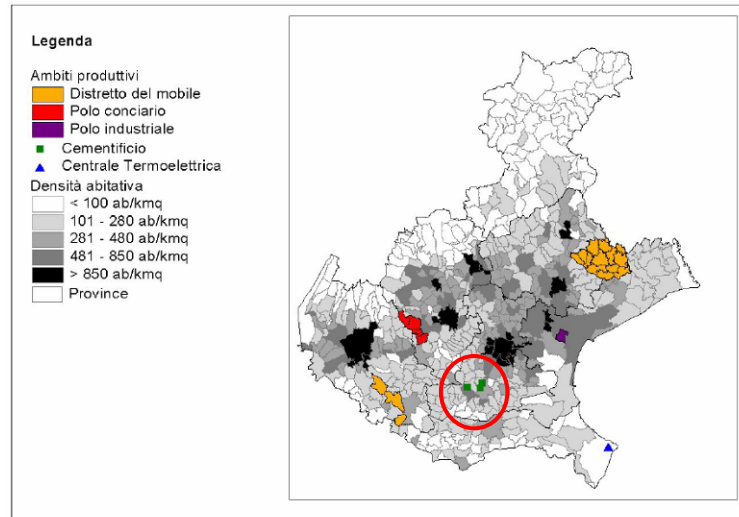 Legenda
Ambiti produttivi
Distretto del mobile
Polo conciario
Polo industriale
Cementificio
Centrale Termoelettrica
Densità abitativa
< 100 ab/kmq
101 - 280 ab/kmq
281 - 480 ab/kmq
481 - 850 ab/kmq
> 850 ab/kmq
Province